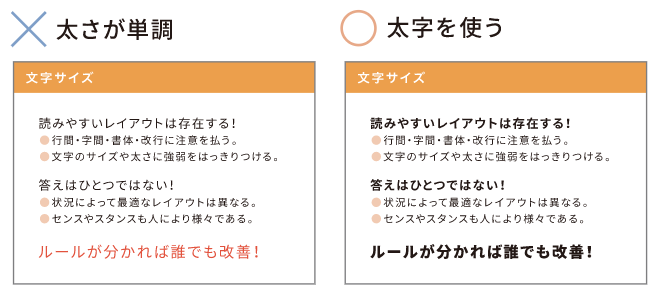 太さが単調
文字サイズ
読みやすいレイアウトは存在する！
●行間・字間・書体・改行に注意を払う。
●文字のサイズや太さに強弱をはっきりつける。
答えはひとつではない！
●状況によって最適なレイアウトは異なる。
●センスやスタンスも人により様々である。
ルールが分かれば誰でも改善！
太字を使う
文字サイズ
読みやすいレイアウトは存在する！
●行間・字間・書体・改行に注意を払う。
●文字のサイズや太さに強弱をはっきりつける。
答えはひとつではない！
●状況によって最適なレイアウトは異なる。
●センスやスタンスも人により様々である。
ルールが分かれば誰でも改善！